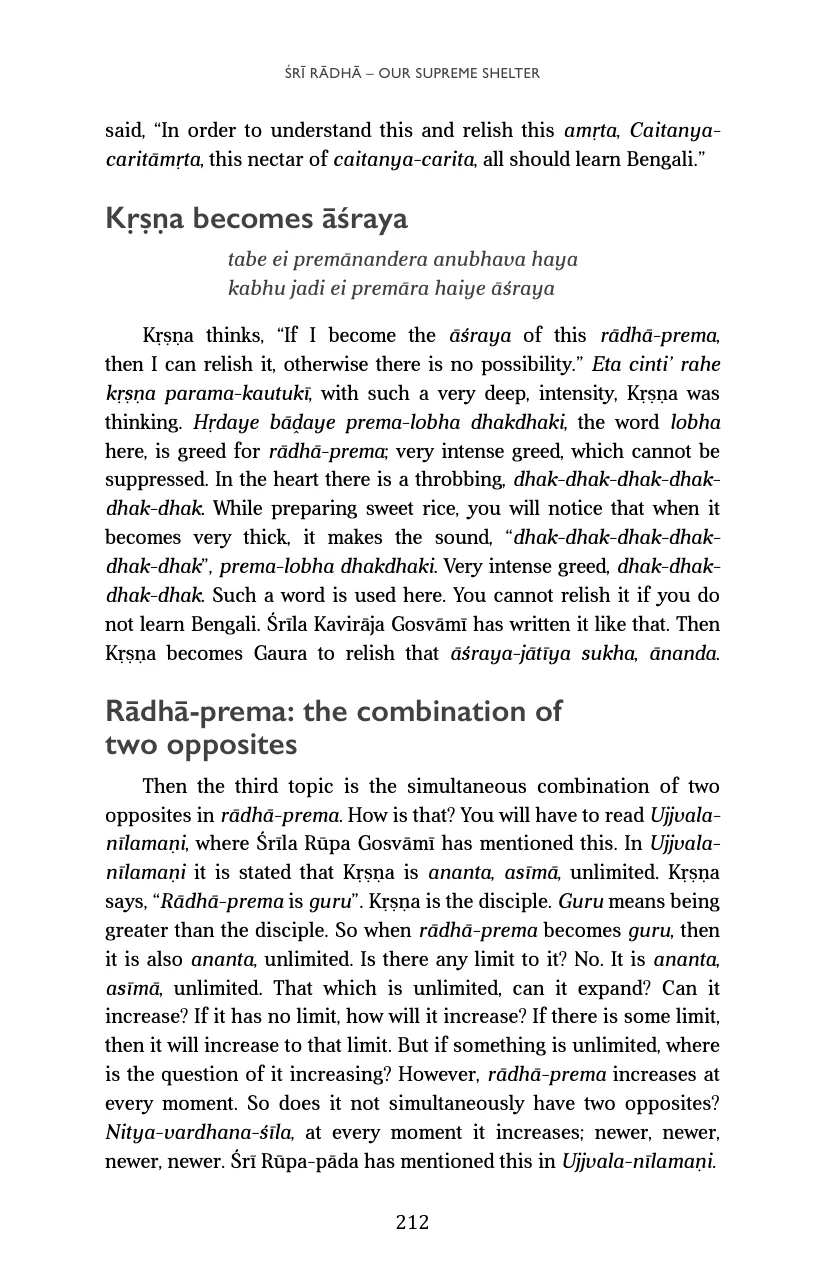 ŚRĪ RĀDHĀ – OUR SUPREME SHELTER
said, “In order to understand this and relish this amṛta, Caitanya-
caritāmṛta, this nectar of caitanya-carita, all should learn Bengali.”
Kṛṣṇa becomes āśraya
tabe ei premānandera anubhava haya
kabhu jadi ei premāra haiye āśraya
Kṛṣṇa thinks, “If I become the āśraya of this rādhā-prema,
then I can relish it, otherwise there is no possibility.” Eta cinti’ rahe
kṛṣṇa parama-kautukī, with such a very deep, intensity, Kṛṣṇa was
thinking. Hṛdaye bāḍaye prema-lobha dhakdhaki, the word lobha
here, is greed for rādhā-prema; very intense greed, which cannot be
suppressed. In the heart there is a throbbing, dhak-dhak-dhak-dhak-
dhak-dhak. While preparing sweet rice, you will notice that when it
becomes very thick, it makes the sound, “dhak-dhak-dhak-dhak-
dhak-dhak”, prema-lobha dhakdhaki. Very intense greed, dhak-dhak-
dhak-dhak. Such a word is used here. You cannot relish it if you do
not learn Bengali. Śrīla Kavirāja Gosvāmī has written it like that. Then
Kṛṣṇa becomes Gaura to relish that āśraya-jātīya sukha, ānanda.
Rādhā-prema: the combination of
two opposites
Then the third topic is the simultaneous combination of two
opposites in rādhā-prema. How is that? You will have to read Ujjvala-
nīlamaṇi, where Śrīla Rūpa Gosvāmī has mentioned this. In Ujjvala-
nīlamaṇi it is stated that Kṛṣṇa is ananta, asīmā, unlimited. Kṛṣṇa
says, “Rādhā-prema is guru”. Kṛṣṇa is the disciple. Guru means being
greater than the disciple. So when rādhā-prema becomes guru, then
it is also ananta, unlimited. Is there any limit to it? No. It is ananta,
asīmā, unlimited. That which is unlimited, can it expand? Can it
increase? If it has no limit, how will it increase? If there is some limit,
then it will increase to that limit. But if something is unlimited, where
is the question of it increasing? However, rādhā-prema increases at
every moment. So does it not simultaneously have two opposites?
Nitya-vardhana-śīla, at every moment it increases; newer, newer,
newer, newer. Śrī Rūpa-pāda has mentioned this in Ujjvala-nīlamaṇi.
212